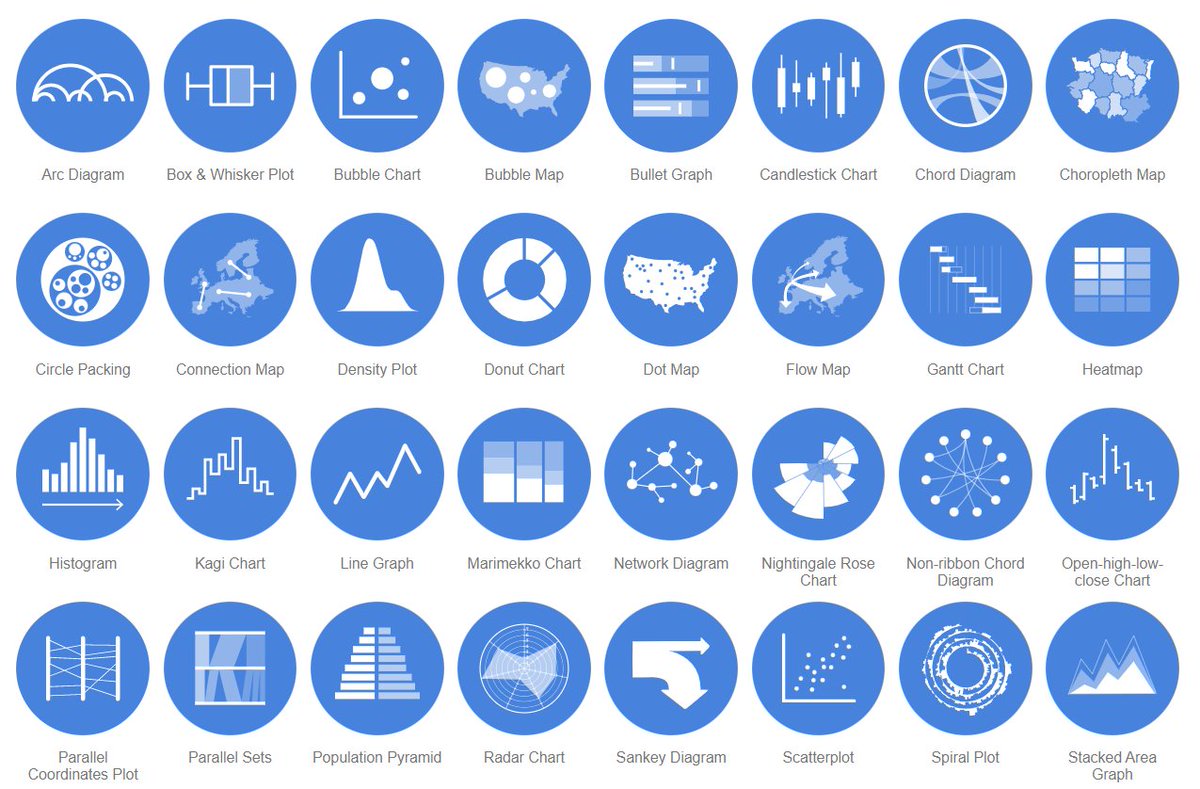 Arc Diagram
Box & Whisker Plot
Bubble Chart
Bubble Map
Bullet Graph
Candlestick Chart
Chord Diagram
Choropleth Map
Circle Packing
Connection Map
Density Plot
Donut Chart
Dot Map
Flow Map
Gantt Chart
Heatmap
Histogram
Kagi Chart
Line Graph
Marimekko Chart
Network Diagram
Nightingale Rose
Chart
Non-ribbon Chord
Diagram
Open-high-low-
close Chart
Parallel
Coordinates Plot
Parallel Sets
Population Pyramid
Radar Chart
Sankey Diagram
Scatterplot
Spiral Plot
Stacked Area
Graph